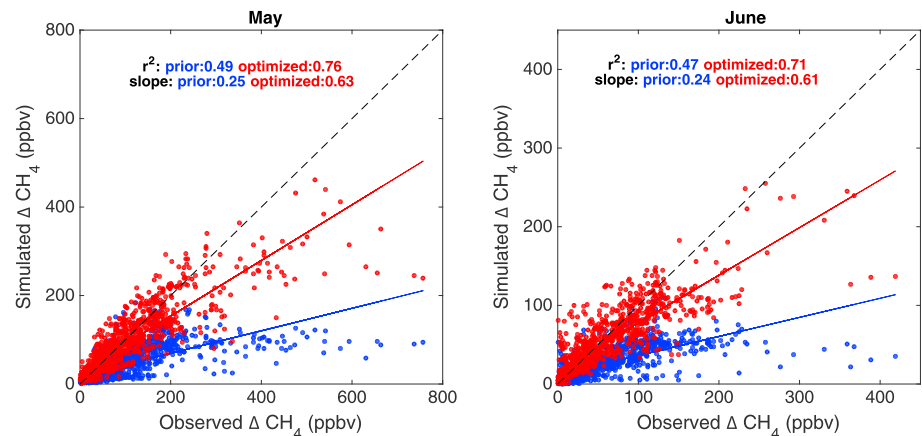 May
r²: prior:0.49 optimized:0.76
slope: prior:0.25 optimized:0.63
Simulated Δ CH₄ (ppbv)
800
600
400
200
0
0 200 400 600 800
Observed Δ CH₄ (ppbv)
June
r²: prior:0.47 optimized:0.71
slope: prior:0.24 optimized:0.61
Simulated Δ CH₄ (ppbv)
400
300
200
100
0
0 100 200 300 400
Observed Δ CH₄ (ppbv)